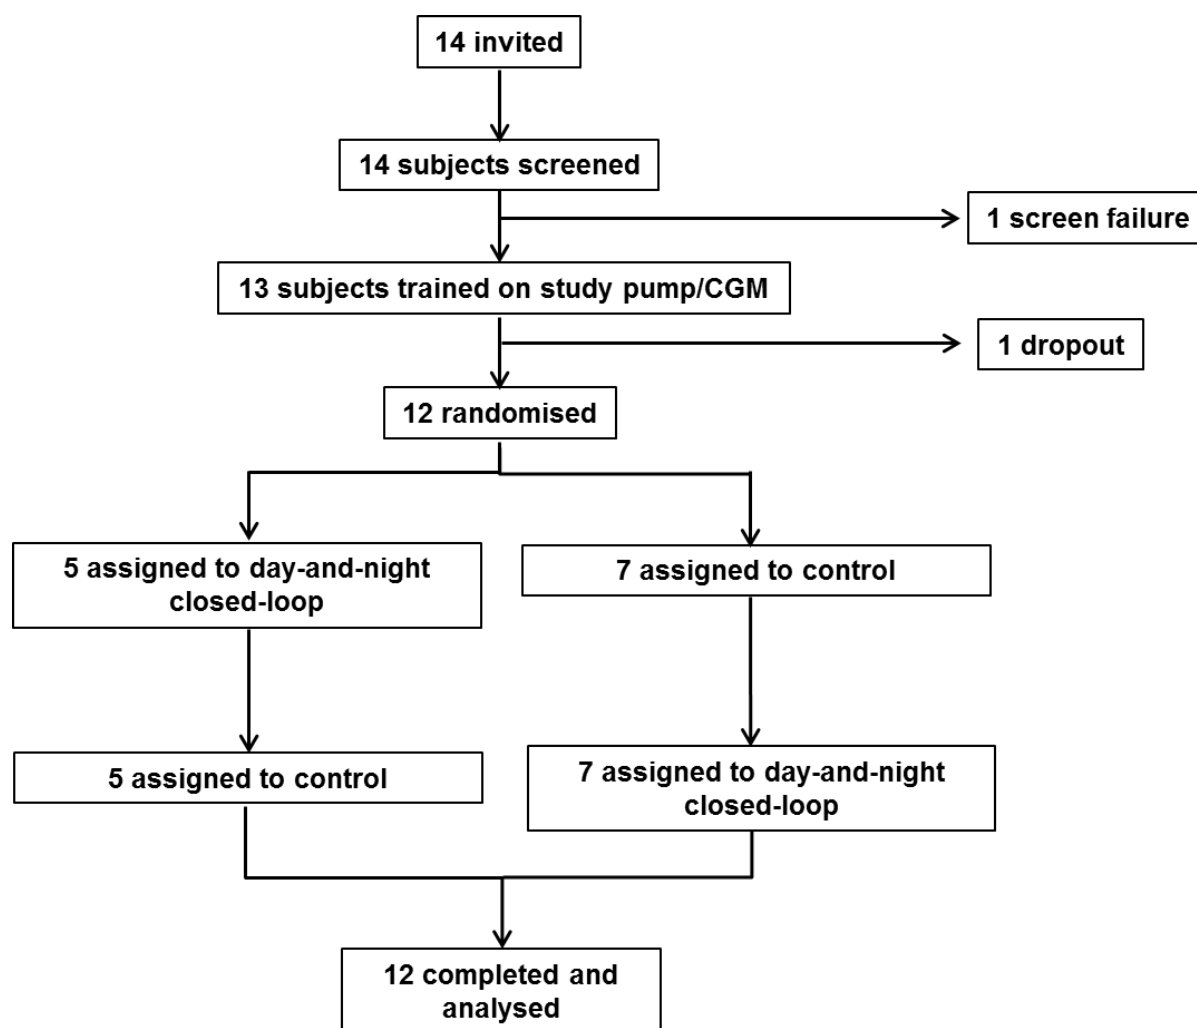 14 invited
14 subjects screened
1 screen failure
13 subjects trained on study pump/CGM
1 dropout
12 randomised
5 assigned to day-and-night
closed-loop
7 assigned to control
5 assigned to control
7 assigned to day-and-night
closed-loop
12 completed and
analysed